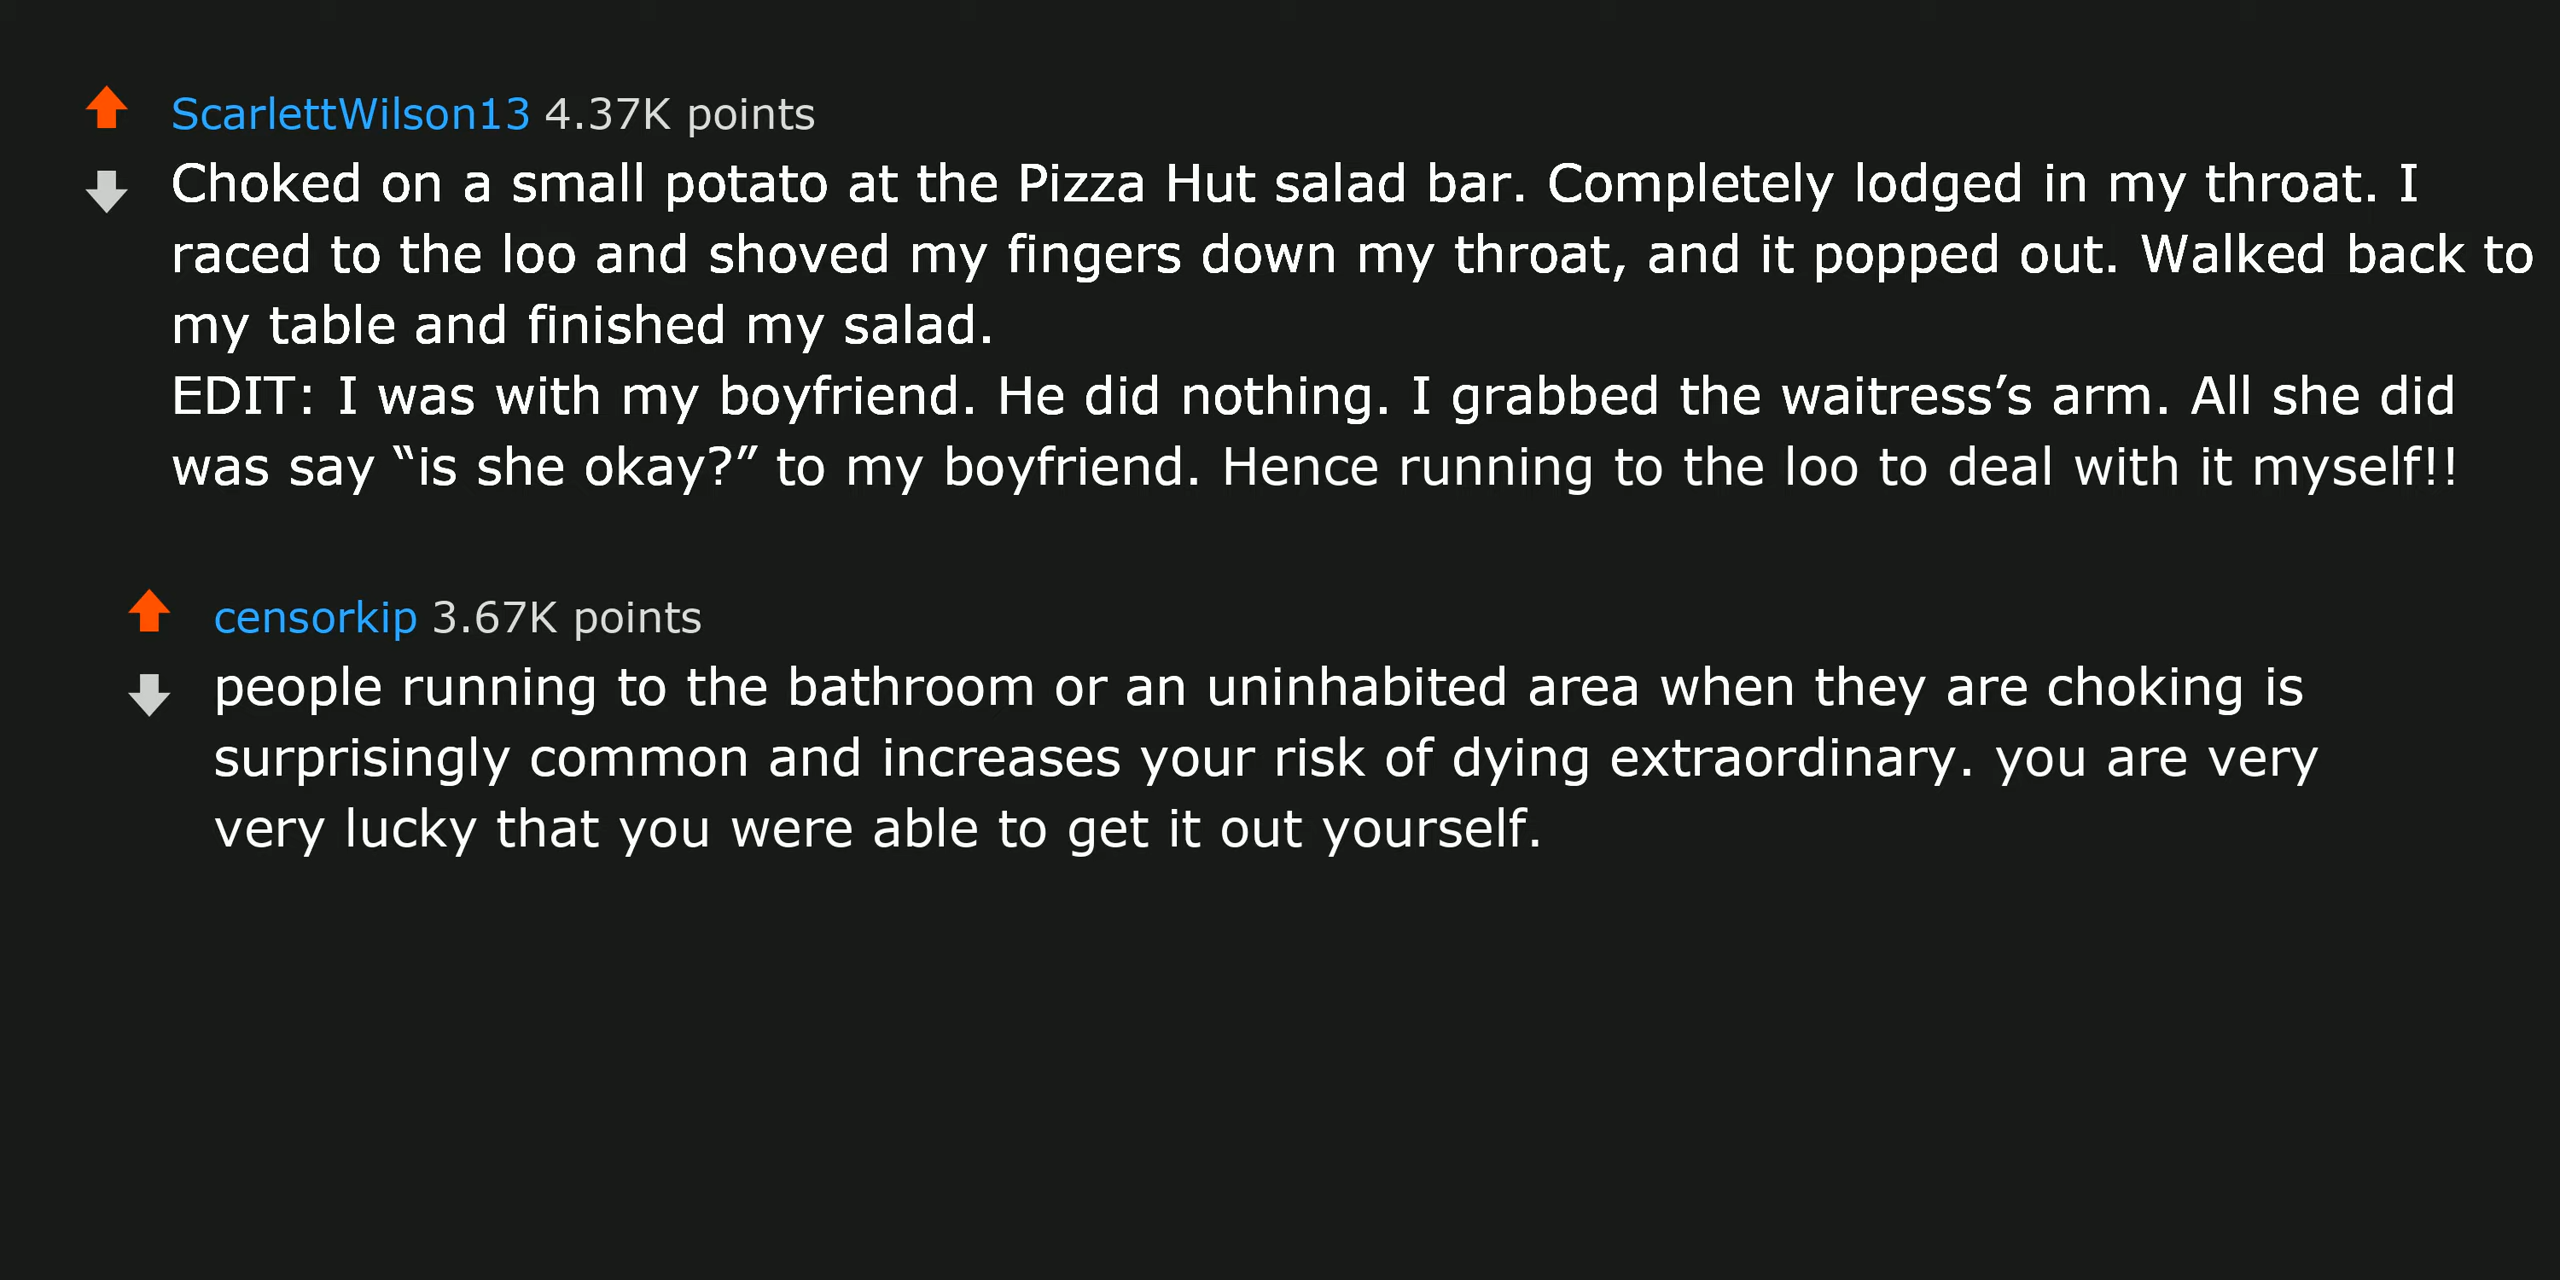 ScarlettWilson13 4.37K points
Choked on a small potato at the Pizza Hut salad bar. Completely lodged in my throat. I
raced to the loo and shoved my fingers down my throat, and it popped out. Walked back to
my table and finished my salad.
EDIT: I was with my boyfriend. He did nothing. I grabbed the waitress’s arm. All she did
was say “is she okay?” to my boyfriend. Hence running to the loo to deal with it myself!!
censorkip 3.67K points
people running to the bathroom or an uninhabited area when they are choking is
surprisingly common and increases your risk of dying extraordinary. you are very
very lucky that you were able to get it out yourself.